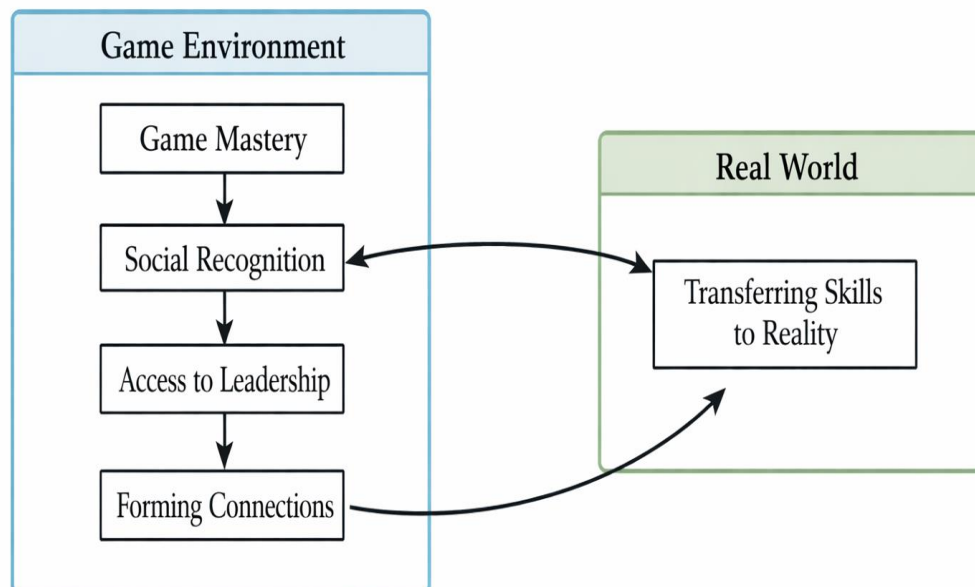 Game Environment
Game Mastery
Social Recognition
Access to Leadership
Forming Connections
Real World
Transferring Skills
to Reality